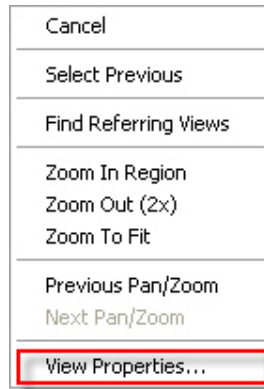 Cancel
Select Previous
Find Referring Views
Zoom In Region
Zoom Out (2x)
Zoom To Fit
Previous Pan/Zoom
Next Pan/Zoom
View Properties...